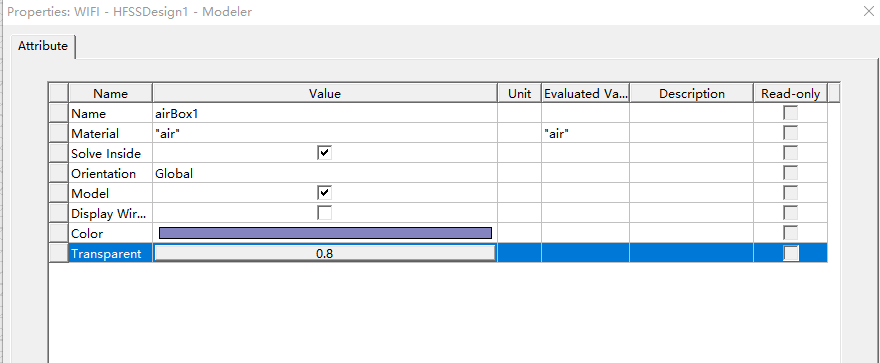 Properties: WIFI - HFSSDesign1 - Modeler
Attribute
Name Value Unit Evaluated Va... Description Read-only
Name airBox1
Material "air" "air"
Solve Inside
Orientation Global
Model
Display Wir...
Color
Transparent 0.8